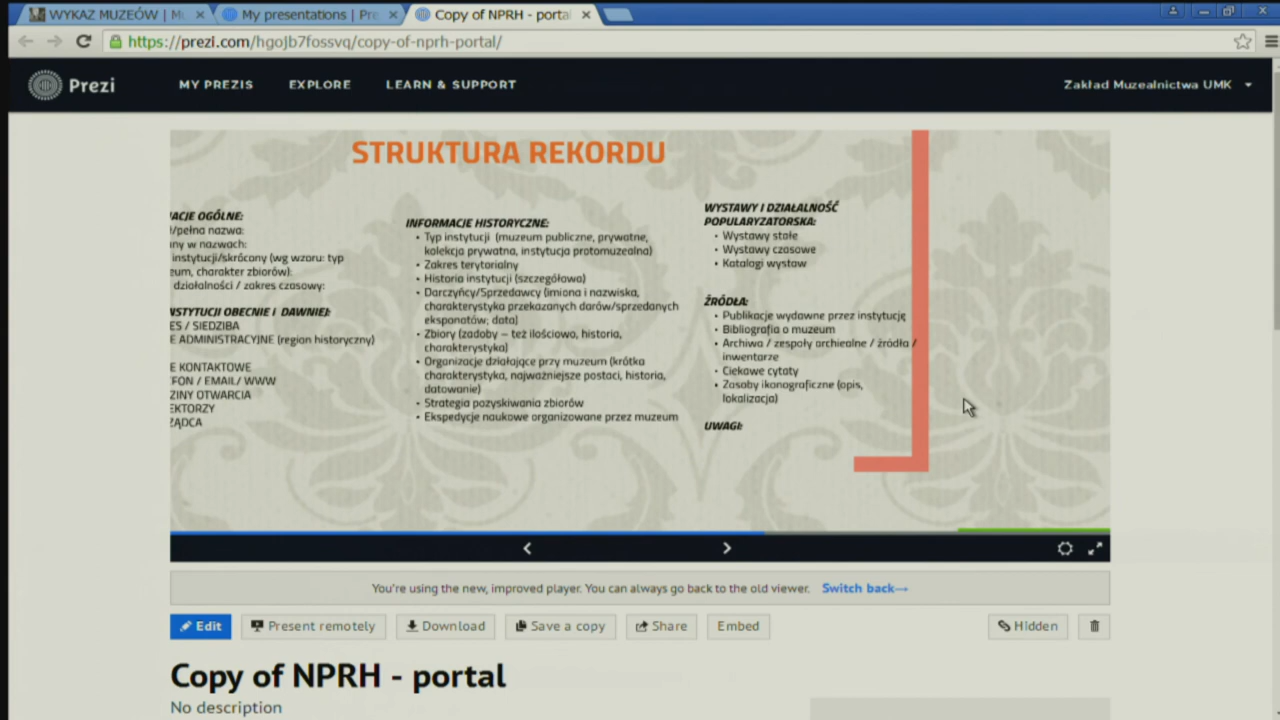 WYKAZ MUZEÓW | M
My presentations | Pre
Copy of NPRH - porta
https://prezi.com/hgojb7fossvq/copy-of-nprh-portal/
Prezi
MY PREZIS
EXPLORE
LEARN & SUPPORT
Zakład Muzealnictwa UMK
STRUKTURA REKORDU
ACJE OGÓLNE:
/pełna nazwa:
ny w nazwach:
instytucji/skrócony (wg wzoru: typ
eum, charakter zbiorów):
działalności / zakres czasowy:
NSTYTUCJI OBECNIE I DAWNIEJ:
ES / SIEDZIBA
E ADMINISTRACYJNE (region historyczny)
E KONTAKTOWE
FON / EMAIL/ WWW
ZINY OTWARCIA
EKTORZY
ZĄDCA
INFORMACJE HISTORYCZNE:
• Typ instytucji (muzeum publiczne, prywatne,
kolekcja prywatna, instytucja protomuzealna)
• Zakres terytorialny
• Historia instytucji (szczegółowa)
• Darczyńcy/Sprzedawcy (imiona i nazwiska,
charakterystyka przekazanych darów/sprzedanych
eksponatów; data)
• Zbiory (zadoby – też ilościowo, historia,
charakterystyka)
• Organizacje działające przy muzeum (krótka
charakterystyka, najważniejsze postaci, historia,
datowanie)
• Strategia pozyskiwania zbiorów
• Ekspedycje naukowe organizowane przez muzeum
WYSTAWY I DZIAŁALNOŚĆ
POPULARYZATORSKA:
• Wystawy stałe
• Wystawy czasowe
• Katalogi wystaw
ŹRÓDŁA:
• Publikacje wydawne przez instytucję
• Bibliografia o muzeum
• Archiwa / zespoły archiealne / źródła /
inwentarze
• Ciekawe cytaty
• Zasoby ikonograficzne (opis,
lokalizacja)
UWAGI:
You're using the new, improved player. You can always go back to the old viewer. Switch back→
Edit
Present remotely
Download
Save a copy
Share
Embed
Hidden
Copy of NPRH - portal
No description